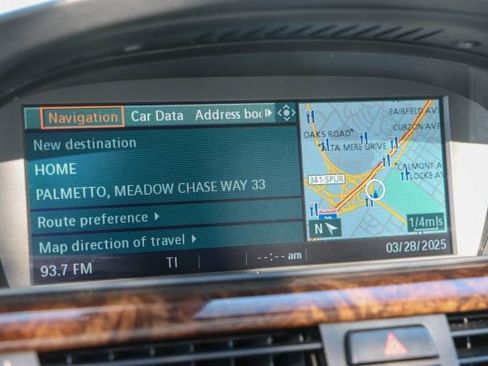 Navigation Car Data Address boo
New destination
HOME
PALMETTO, MEADOW CHASE WAY 33
Route preference
Map direction of travel
93.7 FM TI --:-- am 03/28/2025
FAIRFIELD AV
CURZON AVE
OAKS ROAD
TA MERE DRIVE
CALMONT A
LOCKE AVE
341-SPUR
N
1/4mls